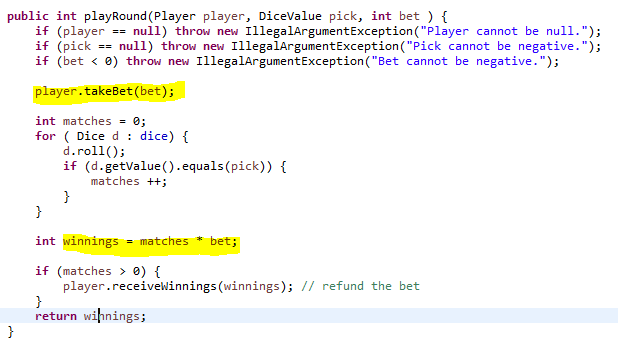 public int playRound(Player player, DiceValue pick, int bet ) {
if (player == null) throw new IllegalArgumentException("Player cannot be null.");
if (pick == null) throw new IllegalArgumentException("Pick cannot be negative.");
if (bet < 0) throw new IllegalArgumentException("Bet cannot be negative.");
player.takeBet(bet);
int matches = 0;
for ( Dice d : dice) {
d.roll();
if (d.getValue().equals(pick)) {
matches ++;
}
}
int winnings = matches * bet;
if (matches > 0) {
player.receiveWinnings(winnings); // refund the bet
}
return winnings;
}